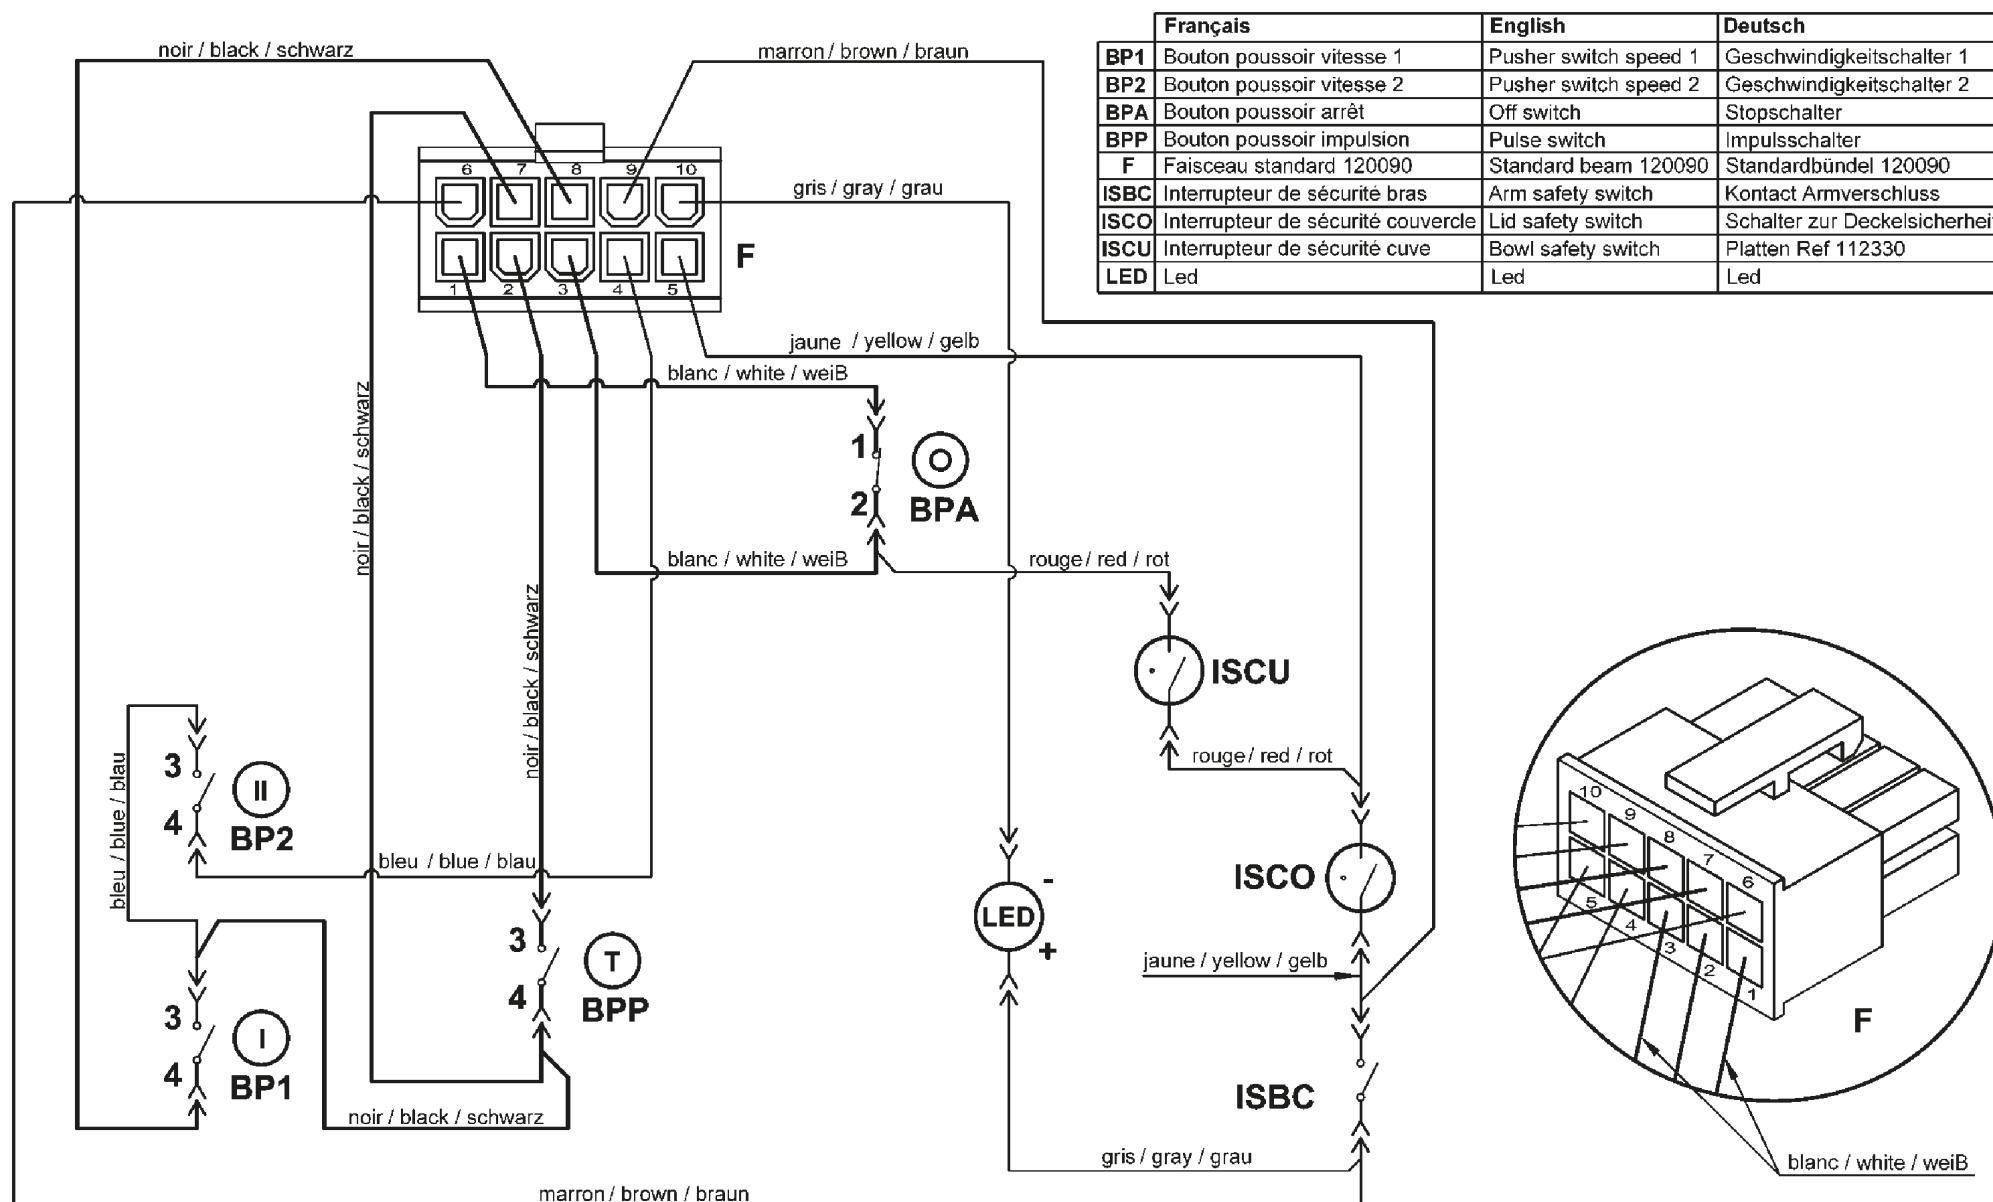 Français English Deutsch
BP1 Bouton poussoir vitesse 1 Pusher switch speed 1 Geschwindigkeitschalter 1
BP2 Bouton poussoir vitesse 2 Pusher switch speed 2 Geschwindigkeitschalter 2
BPA Bouton poussoir arrêt Off switch Stopschalter
BPP Bouton poussoir impulsion Pulse switch Impulsschalter
F Faisceau standard 120090 Standard beam 120090 Standardbündel 120090
ISBC Interrupteur de sécurité bras Arm safety switch Kontact Armverschluss
ISCO Interrupteur de sécurité couvercle Lid safety switch Schalter zur Deckelsicherheit
ISCU Interrupteur de sécurité cuve Bowl safety switch Platten Ref 112330
LED Led Led Led
noir / black / schwarz
marron / brown / braun
6 7 8 9 10
gris / gray / grau
F
1 2 3 4 5
jaune / yellow / gelb
blanc / white / weiB
noir / black / schwarz
1
2
O
BPA
blanc / white / weiB
rouge / red / rot
noir / black / schwarz
ISCU
rouge / red / rot
bleu / blue / blau
3
4
II
BP2
bleu / blue / blau
ISCO
LED
-
+
3
4
T
BPP
jaune / yellow / gelb
3
4
I
BP1
ISBC
noir / black / schwarz
gris / gray / grau
marron / brown / braun
10 9 8 7 6
5 4 3 2 1
F
blanc / white / weiB